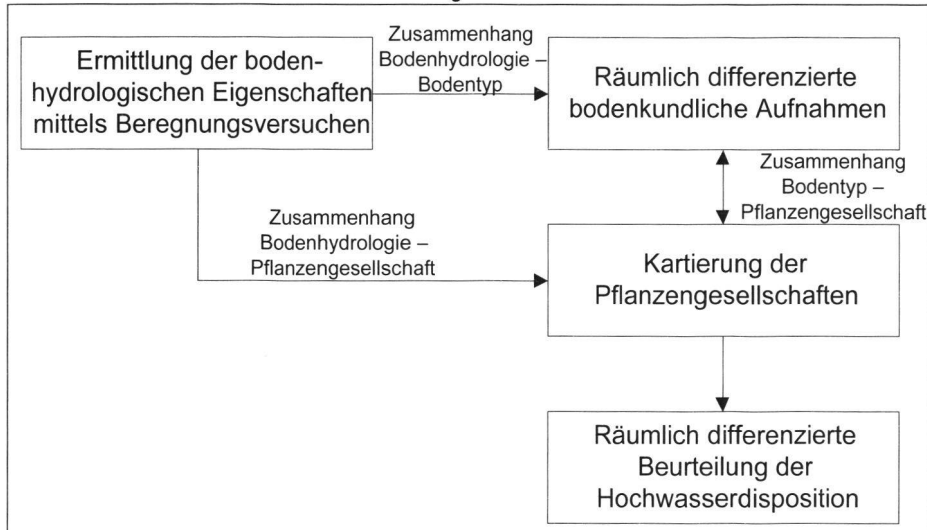 Ermittlung der boden-
hydrologischen Eigenschaften
mittels Beregnungsversuchen
Zusammenhang
Bodenhydrologie –
Bodentyp
Räumlich differenzierte
bodenkundliche Aufnahmen
Zusammenhang
Bodentyp –
Pflanzengesellschaft
Zusammenhang
Bodenhydrologie –
Pflanzengesellschaft
Kartierung der
Pflanzengesellschaften
Räumlich differenzierte
Beurteilung der
Hochwasserdisposition